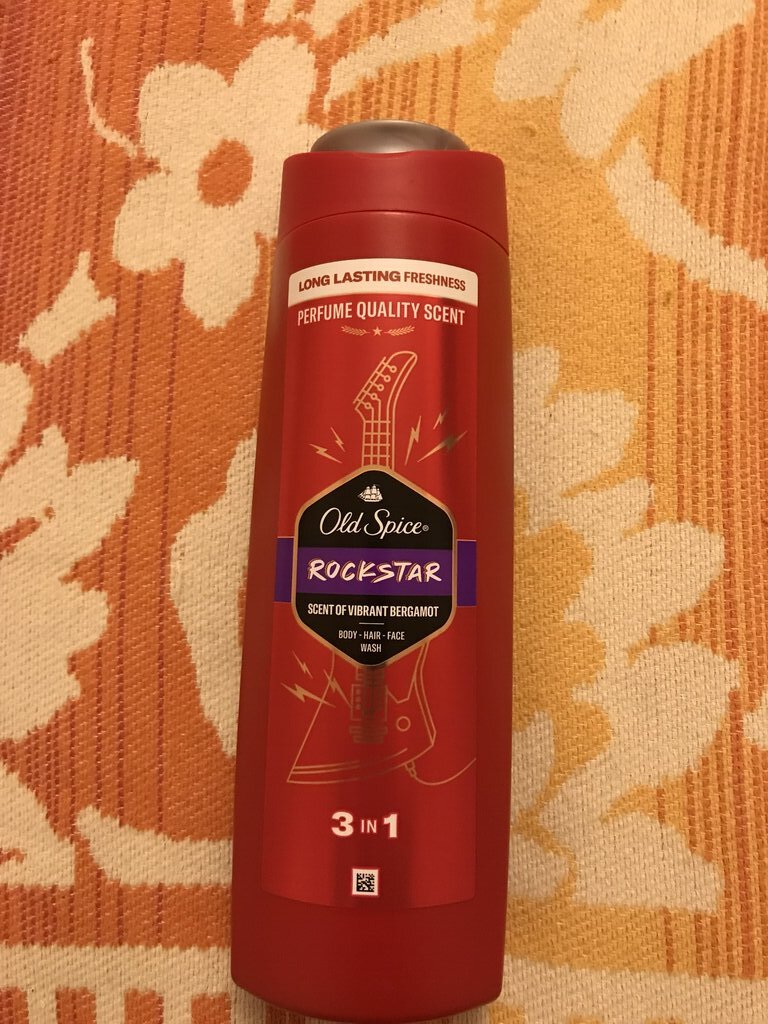 LONG LASTING FRESHNESS
PERFUME QUALITY SCENT
Old Spice®
ROCKSTAR
SCENT OF VIBRANT BERGAMOT
BODY - HAIR - FACE
WASH
3 IN 1